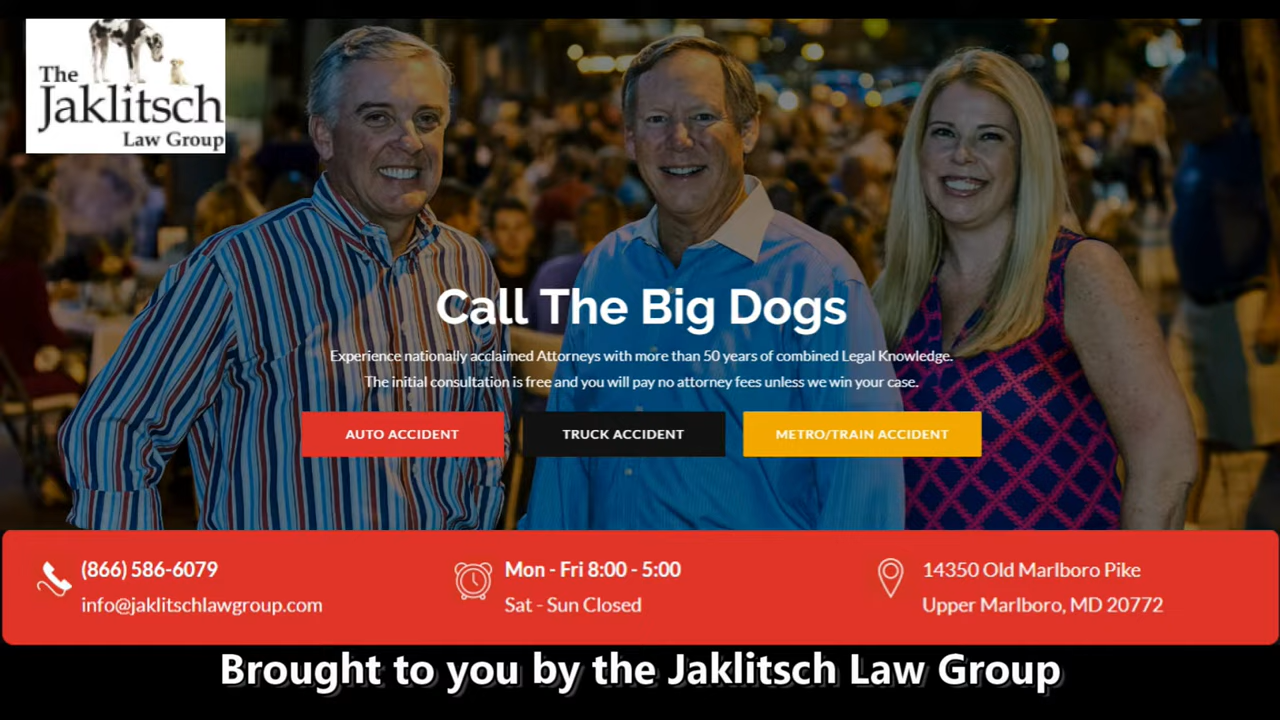 The
Jaklitsch
Law Group
Call The Big Dogs
Experience nationally acclaimed Attorneys with more than 50 years of combined Legal Knowledge.
The initial consultation is free and you will pay no attorney fees unless we win your case.
AUTO ACCIDENT
TRUCK ACCIDENT
METRO/TRAIN ACCIDENT
(866) 586-6079
info@jaklitschlawgroup.com
Mon - Fri 8:00 - 5:00
Sat - Sun Closed
14350 Old Marlboro Pike
Upper Marlboro, MD 20772
Brought to you by the Jaklitsch Law Group